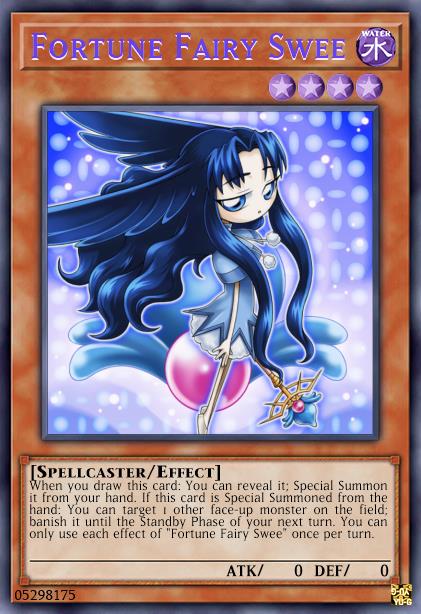 Fortune Fairy Swee
WATER
水
[Spellcaster/Effect]
When you draw this card: You can reveal it; Special Summon
it from your hand. If this card is Special Summoned from the
hand: You can target 1 other face-up monster on the field;
banish it until the Standby Phase of your next turn. You can
only use each effect of "Fortune Fairy Swee" once per turn.
ATK/ 0 DEF/ 0
05298175